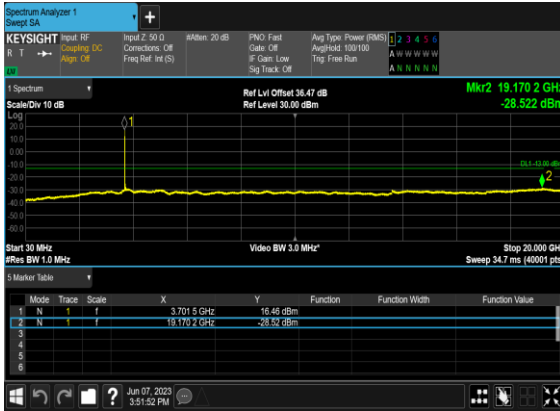 Spectrum Analyzer 1
Swept SA
+
KEYSIGHT
R T
Input: RF
Coupling: DC
Align: Off
Input Z: 50 Ω
Corrections: Off
Freq Ref: Int (S)
#Atten: 20 dB
PNO: Fast
Gate: Off
IF Gain: Low
Sig Track: Off
Avg Type: Power (RMS)
Avg|Hold: 100/100
Trig: Free Run
1 2 3 4 5 6
A W W W W W
A N N N N N
1 Spectrum
Scale/Div 10 dB
Ref Lvl Offset 36.47 dB
Ref Level 30.00 dBm
Mkr2 19.170 2 GHz
-28.522 dBm
Log
20.0
10.0
0.00
-10.0
-20.0
-30.0
-40.0
-50.0
-60.0
1
DL1 -13.00 dBm
2
Start 30 MHz
#Res BW 1.0 MHz
Video BW 3.0 MHz*
Stop 20.000 GHz
Sweep 34.7 ms (40001 pts)
5 Marker Table
Mode Trace Scale X Y Function Function Width Function Value
1 N 1 f 3.701 5 GHz 16.46 dBm
2 N 1 f 19.170 2 GHz -28.52 dBm
3
4
5
6
?
Jun 07, 2023
3:51:52 PM